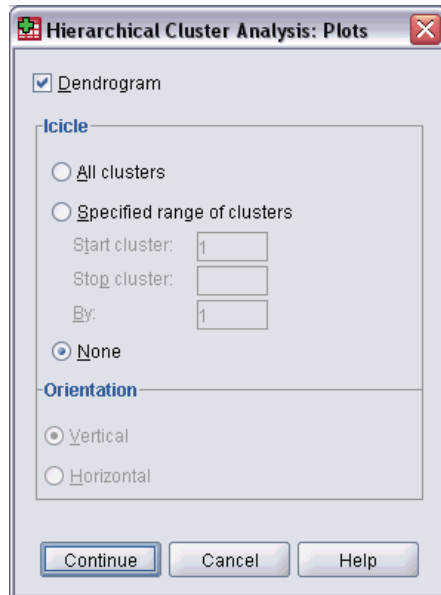 Hierarchical Cluster Analysis: Plots
Dendrogram
Icicle
All clusters
Specified range of clusters
Start cluster: 1
Stop cluster:
By: 1
None
Orientation
Vertical
Horizontal
Continue Cancel Help